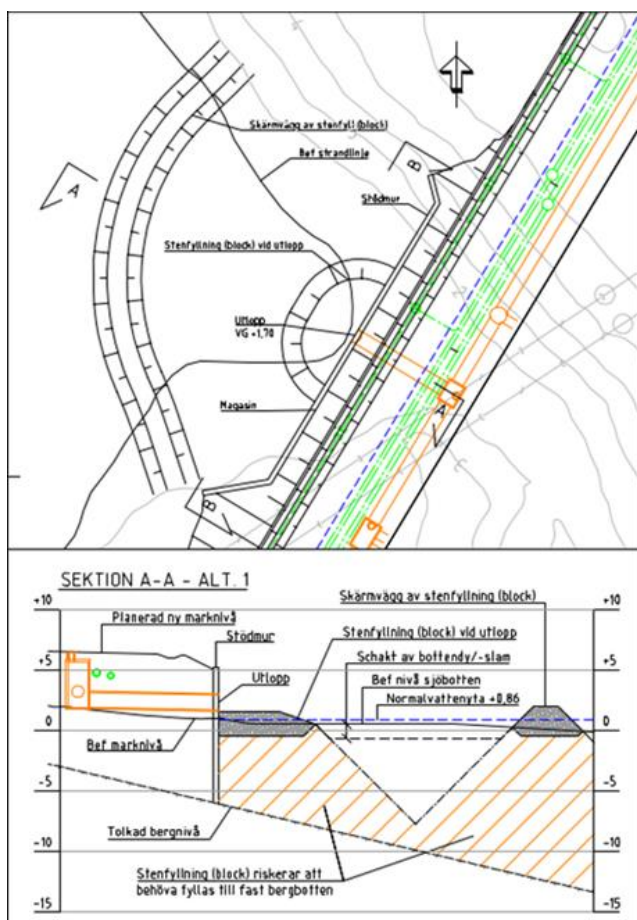 Skärmvägg av stenfyll (block)
Bef strandlinje
A
B
Stödmur
Stenfyllning (block) vid utlopp
Utlopp
VG +1,70
A
Magasin
B
SEKTION A-A - ALT. 1
Skärmvägg av stenfyllning (block)
+10
+10
Planerad ny marknivå
Stödmur
Stenfyllning (block) vid utlopp
Schakt av bottendy/-slam
+5
Utlopp
Bef nivå sjöbotten
+5
Normalvattenyta +0,86
0
0
Bef marknivå
-5
-5
Tolkad bergnivå
-10
-10
Stenfyllning (block) riskerar att
behöva fyllas till fast bergbotten
-15
-15